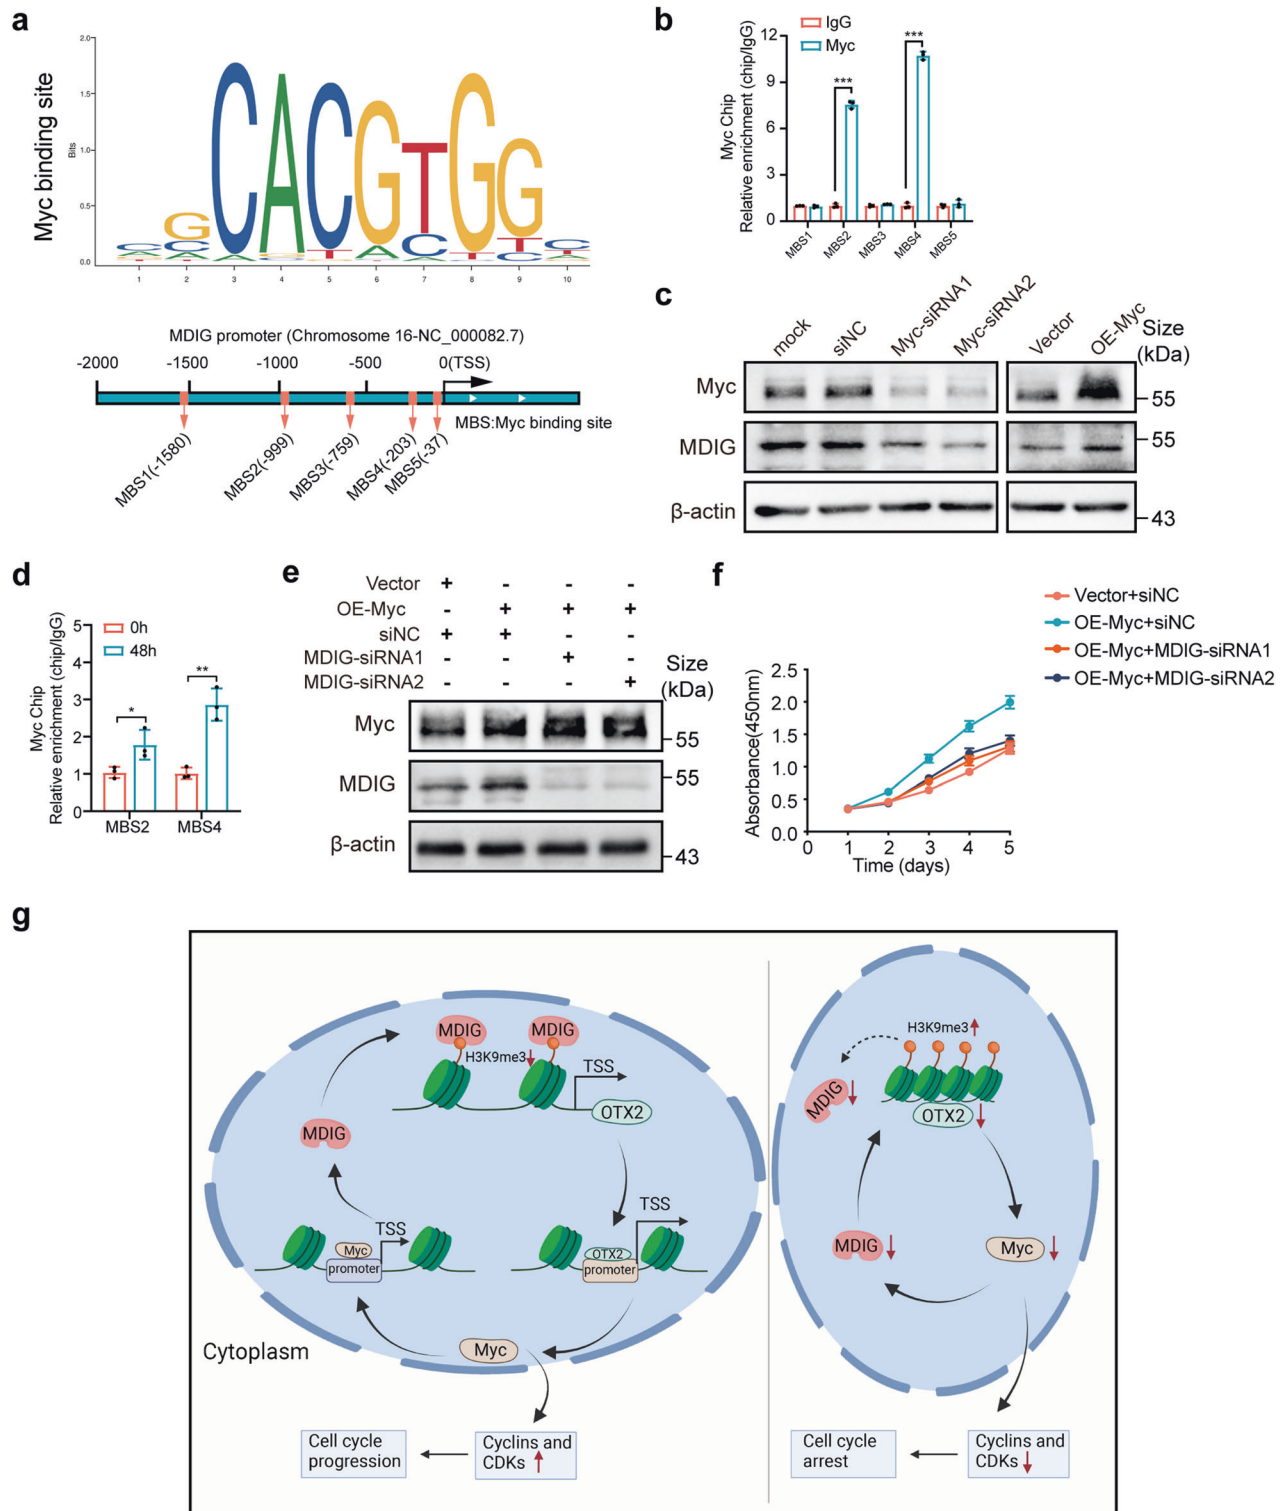 a
Myc binding site
Bits
2.0
1.5
1.0
0.5
0.0
CACGTGG
G
C C A C T A C T T C
1 2 3 4 5 6 7 8 9 10
MDIG promoter (Chromosome 16-NC_000082.7)
-2000 -1500 -1000 -500 0(TSS)
MBS:Myc binding site
MBS1(-1580)
MBS2(-999)
MBS3(-759)
MBS4(-203)
MBS5(-37)
b
IgG
Myc
Myc Chip
Relative enrichment (chip/IgG)
12
9
6
3
0
***
***
MBS1 MBS2 MBS3 MBS4 MBS5
c
mock siNC Myc-siRNA1 Myc-siRNA2 Vector OE-Myc Size
(kDa)
Myc
55
MDIG
55
β-actin
43
d
0h
48h
Myc Chip
Relative enrichment (chip/IgG)
5
4
3
2
1
0
*
**
MBS2 MBS4
e
Vector + - - -
OE-Myc - + + +
siNC + + - -
MDIG-siRNA1 - - + -
MDIG-siRNA2 - - - +
Size
(kDa)
Myc
55
MDIG
55
β-actin
43
f
Vector+siNC
OE-Myc+siNC
OE-Myc+MDIG-siRNA1
OE-Myc+MDIG-siRNA2
Absorbance(450nm)
2.5
2.0
1.5
1.0
0.5
0.0
0 1 2 3 4 5
Time (days)
g
MDIG MDIG
H3K9me3
TSS
OTX2
MDIG
TSS
Myc
promoter
TSS
OTX2
promoter
Myc
Cytoplasm
Cyclins and
CDKs
Cell cycle
progression
H3K9me3
MDIG
OTX2
MDIG
Myc
Cyclins and
CDKs
Cell cycle
arrest